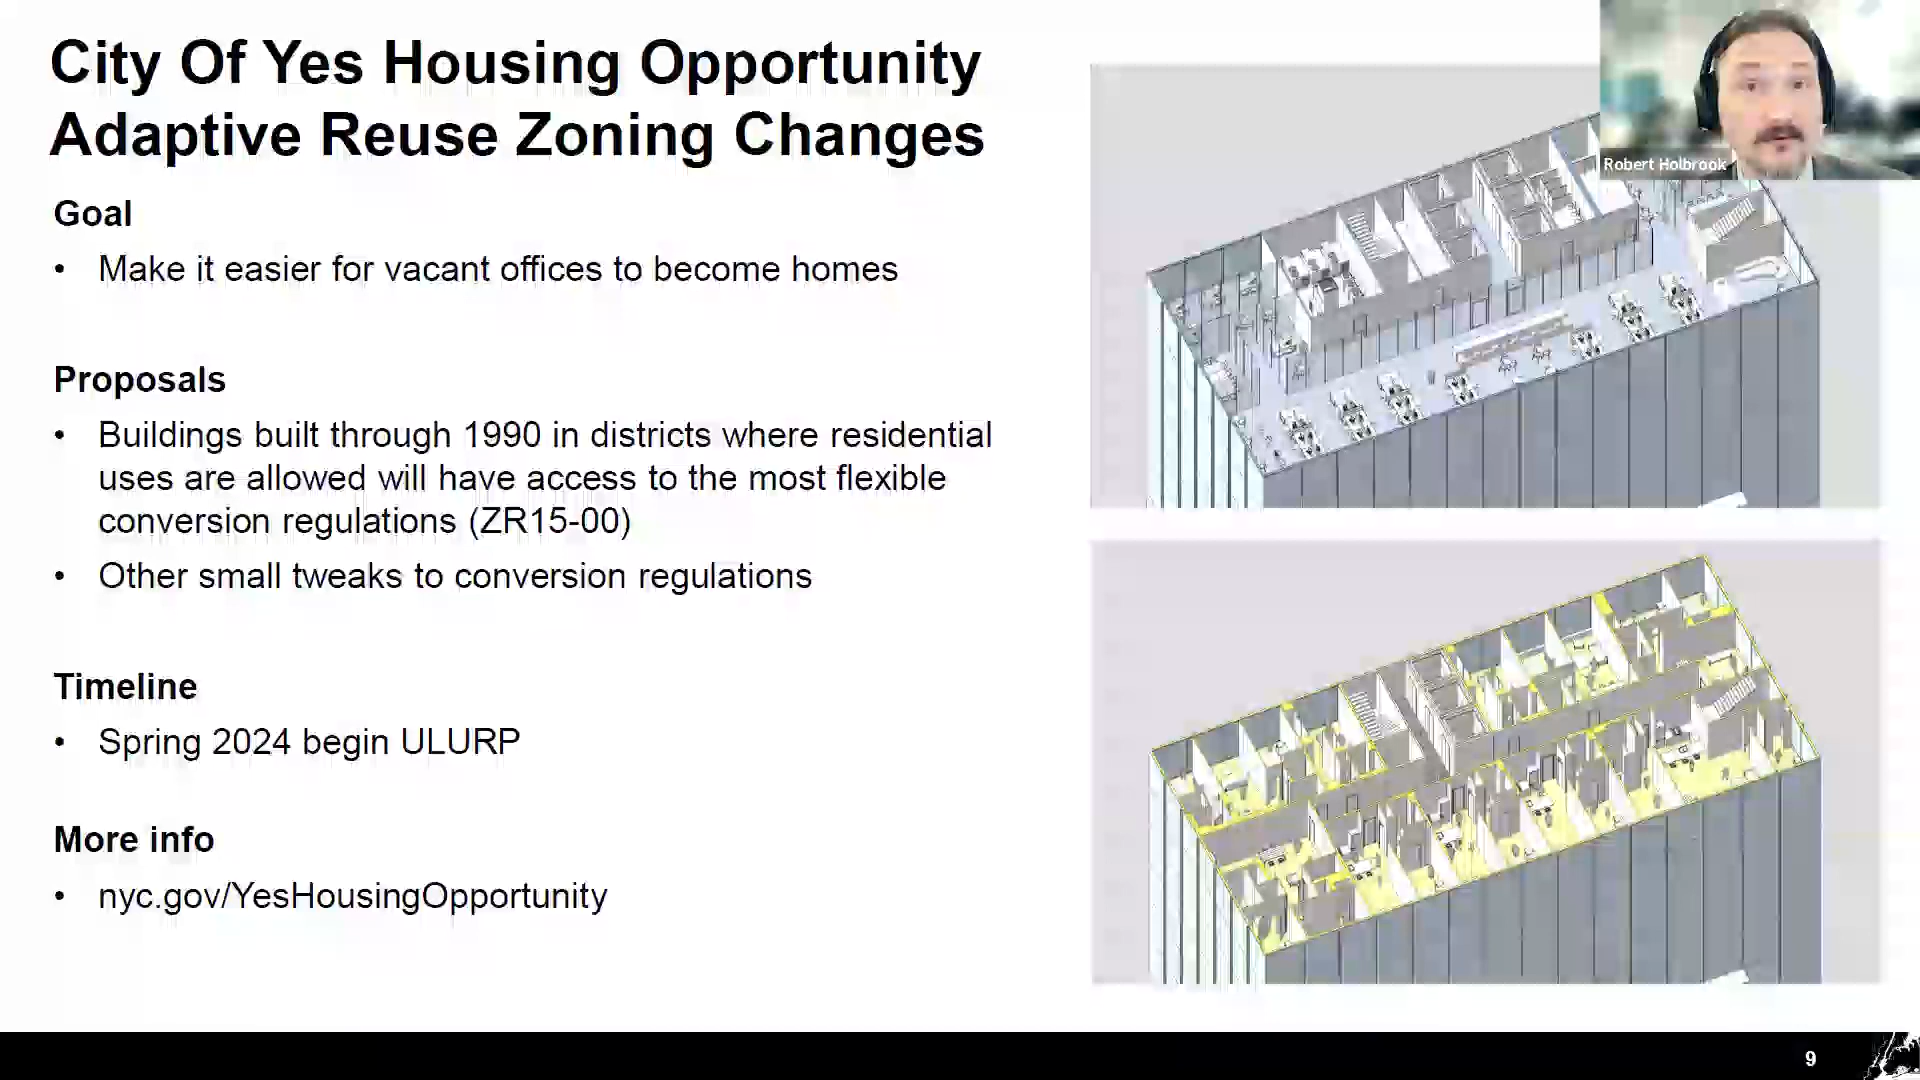 City Of Yes Housing Opportunity
Adaptive Reuse Zoning Changes
Goal
• Make it easier for vacant offices to become homes
Proposals
• Buildings built through 1990 in districts where residential
uses are allowed will have access to the most flexible
conversion regulations (ZR15-00)
• Other small tweaks to conversion regulations
Timeline
• Spring 2024 begin ULURP
More info
• nyc.gov/YesHousingOpportunity
Robert Holbrook
9